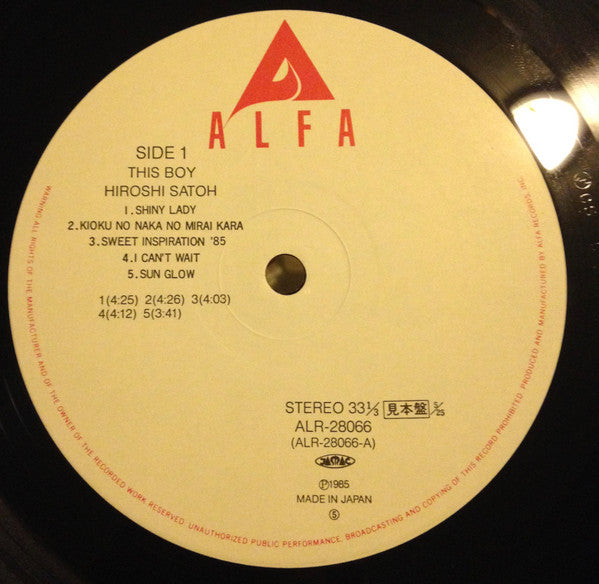 ALFA
SIDE 1
THIS BOY
HIROSHI SATOH
1. SHINY LADY
2. KIOKU NO NAKA NO MIRAI KARA
3. SWEET INSPIRATION '85
4. I CAN'T WAIT
5. SUN GLOW
1(4:25) 2(4:26) 3(4:03)
4(4:12) 5(3:41)
STEREO 33⅓ 見本盤 5/25
ALR-28066
(ALR-28066-A)
JASRAC
Ⓟ1985
MADE IN JAPAN
⑤
WARNING: ALL RIGHTS OF THE MANUFACTURER AND OF THE OWNER OF THE RECORDED WORK RESERVED. UNAUTHORIZED PUBLIC PERFORMANCE, BROADCASTING AND COPYING OF THIS RECORD PROHIBITED. PRODUCED AND MANUFACTURED BY ALFA RECORDS, INC.